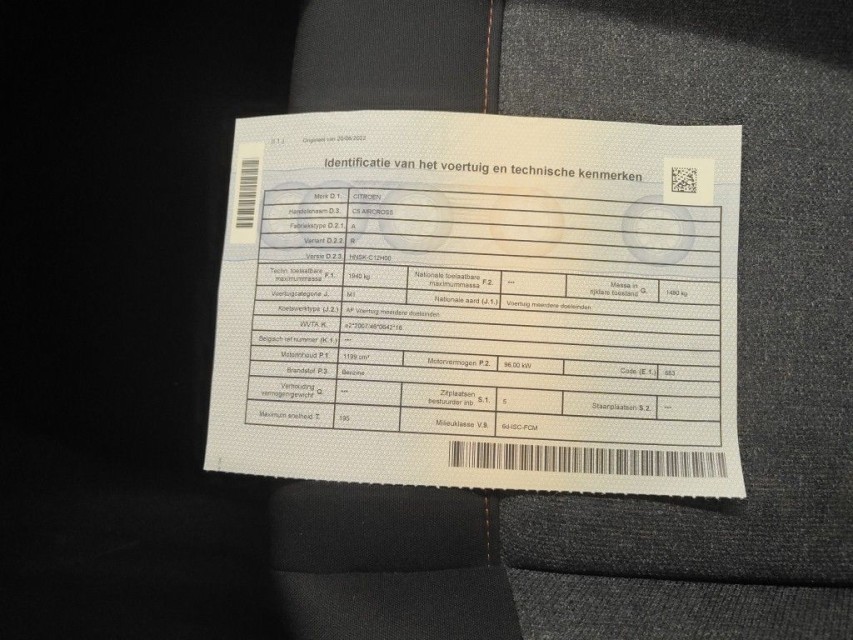 Origineel van 20/06/2022
Identificatie van het voertuig en technische kenmerken
Merk D.1. CITROEN
Handelsnaam D.3. C5 AIRCROSS
Fabriekstype D.2.1. A
Variant D.2.2. R
Versie D.2.3. HNSK-C12H00
Techn. toelaatbare maximummassa F.1. 1940 kg Nationale toelaatbare maximummassa F.2. --- Massa in rijklare toestand G. 1480 kg
Voertuigcategorie J. M1 Nationale aard (J.1.) Voertuig meerdere doeleinden
Koetswerktype (J.2.) AF Voertuig meerdere doeleinden
WVTA K. e2*2007/46*0642*16
Belgisch ref.nummer (K.1.) ---
Motorinhoud P.1. 1199 cm³ Motorvermogen P.2. 96,00 kW Code (E.1.)
Brandstof P.3. Benzine
Verhouding vermogen/gewicht Q. --- Zitplaatsen bestuurder inb. S.1. 5 Staanplaatsen S.2. ---
Maximum snelheid T. 195 Milieuklasse V.9. 6d-ISC-FCM